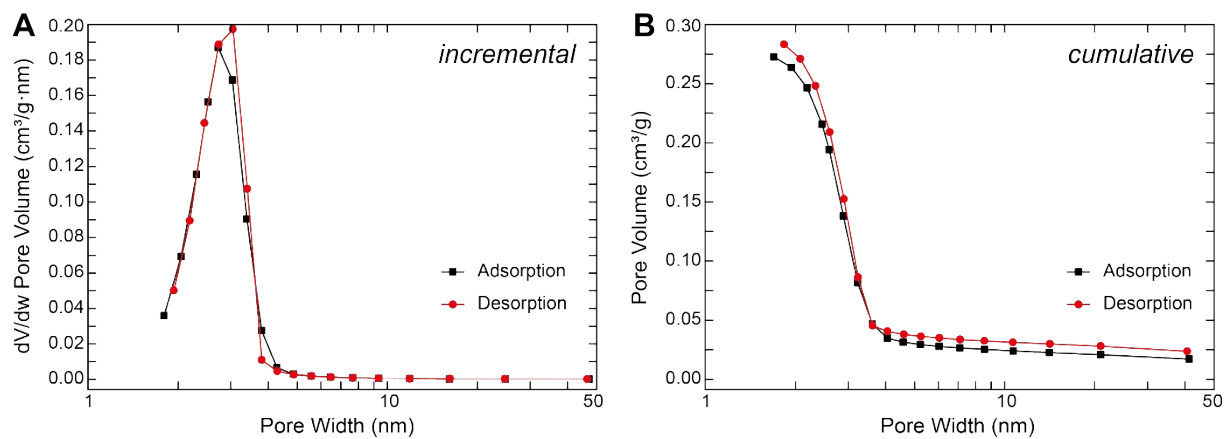 A
incremental
dV/dw Pore Volume (cm³/g·nm)
0.20
0.18
0.16
0.14
0.12
0.10
0.08
0.06
0.04
0.02
0.00
Adsorption
Desorption
1
10
50
Pore Width (nm)
B
cumulative
Pore Volume (cm³/g)
0.30
0.25
0.20
0.15
0.10
0.05
0.00
Adsorption
Desorption
1
10
50
Pore Width (nm)